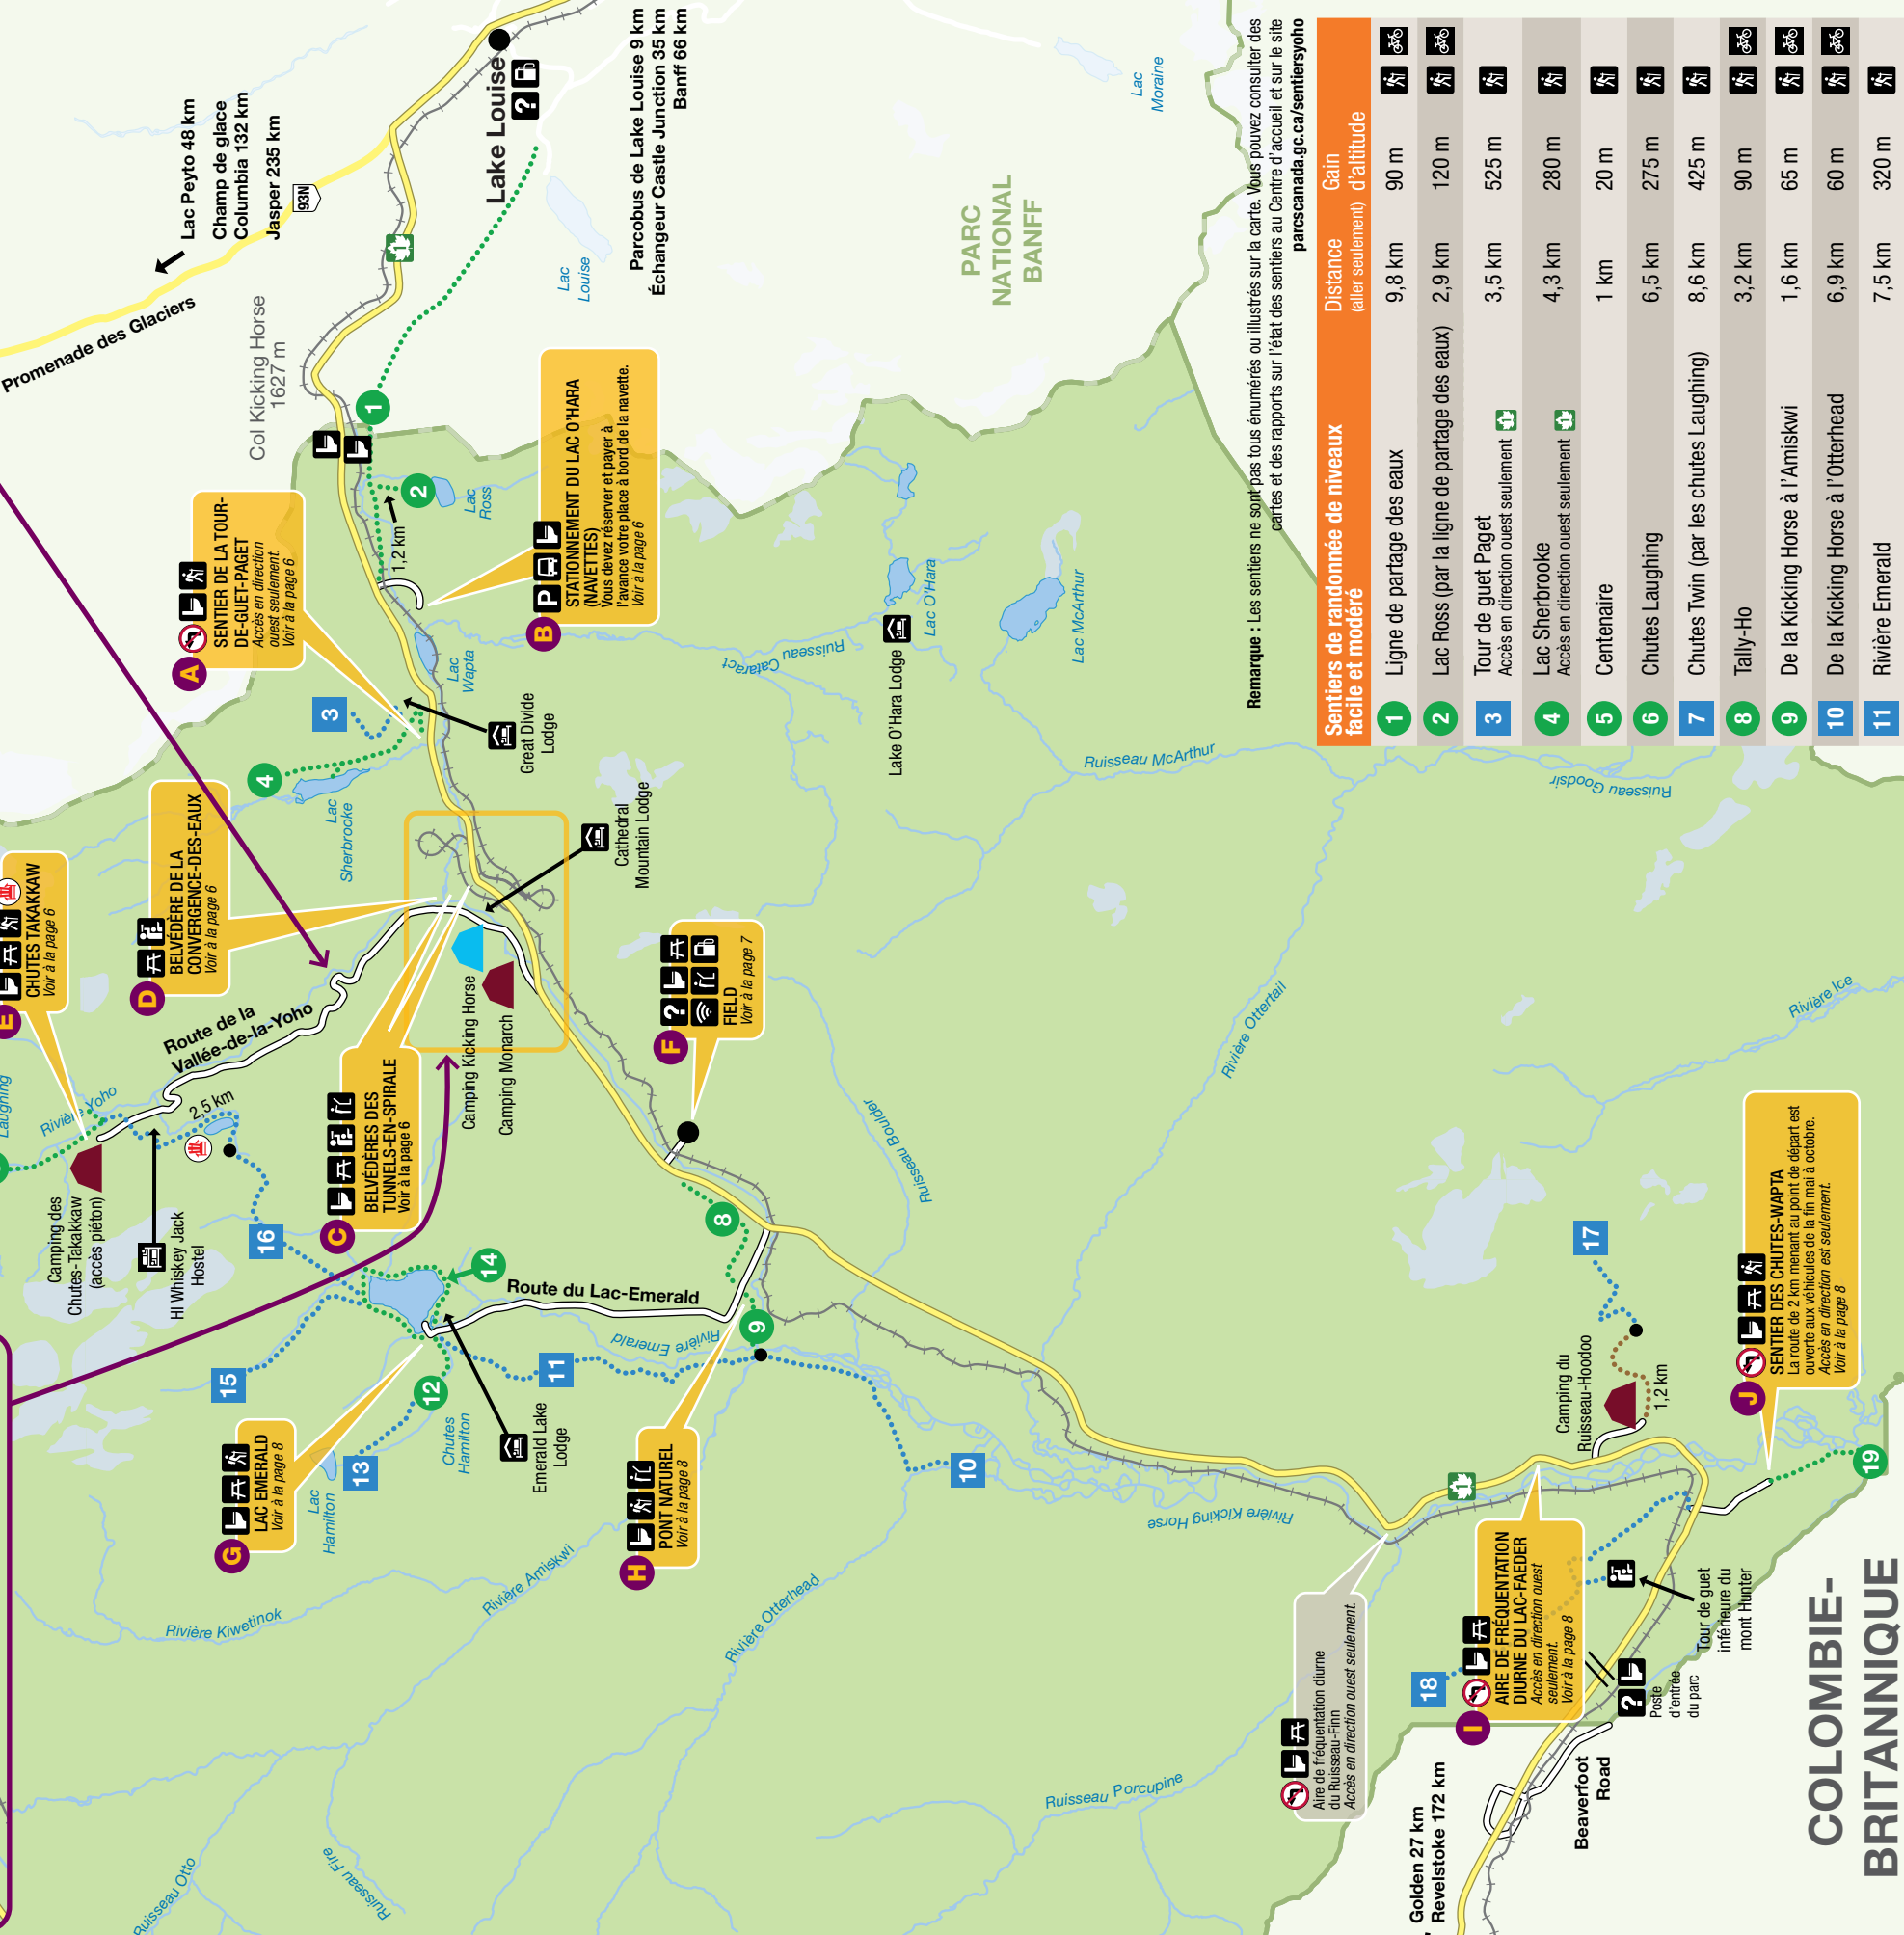 Promenade des Glaciers
Lac Peyto 48 km
Champ de glace
Columbia 132 km
Jasper 235 km
93N
Col Kicking Horse
1627 m
Lake Louise
?
Lac
Louise
Parcobus de Lake Louise 9 km
Échangeur Castle Junction 35 km
Banff 66 km
Lac
Moraine
PARC
NATIONAL
BANFF
1
1
2
1,2 km
Lac
Ross
A
SENTIER DE LA TOUR-
DE-GUET-PAGET
Accès en direction
ouest seulement.
Voir à la page 6
B
P
STATIONNEMENT DU LAC O'HARA
(NAVETTES)
Vous devez réserver et payer à
l'avance votre place à bord de la navette.
Voir à la page 6
Lac
Wapta
Ruisseau Cataract
Lake O'Hara Lodge
Lac O'Hara
Lac McArthur
Ruisseau McArthur
Ruisseau Goodsir
3
Great Divide
Lodge
4
Lac
Sherbrooke
Cathedral
Mountain Lodge
E
CHUTES TAKAKKAW
Voir à la page 6
D
BELVÉDÈRE DE LA
CONVERGENCE-DES-EAUX
Voir à la page 6
Route de la
Vallée-de-la-Yoho
Laughing
Rivière Yoho
2,5 km
C
BELVÉDÈRES DES
TUNNELS-EN-SPIRALE
Voir à la page 6
Camping Kicking Horse
Camping Monarch
F
?
FIELD
Voir à la page 7
Camping des
Chutes-Takakkaw
(accès piéton)
HI Whiskey Jack
Hostel
16
14
8
Route du Lac-Emerald
Rivière Emerald
9
15
12
11
13
Chutes
Hamilton
Emerald Lake
Lodge
G
LAC EMERALD
Voir à la page 8
Lac
Hamilton
H
PONT NATUREL
Voir à la page 8
10
Ruisseau Boulder
Rivière Ottertail
Rivière Ice
Rivière Kicking Horse
Rivière Kiwetinok
Rivière Amiskwi
Rivière Otterhead
Ruisseau Otto
Ruisseau Fire
Ruisseau Porcupine
Aire de fréquentation diurne
du Ruisseau-Finn
Accès en direction ouest seulement.
1
17
Camping du
Ruisseau-Hoodoo
1,2 km
J
SENTIER DES CHUTES-WAPTA
La route de 2 km menant au point de départ est
ouverte aux véhicules de la fin mai à octobre.
Accès en direction est seulement.
Voir à la page 8
19
18
I
AIRE DE FRÉQUENTATION
DIURNE DU LAC-FAEDER
Accès en direction ouest
seulement.
Voir à la page 8
Tour de guet
inférieure du
mont Hunter
?
Poste
d'entrée
du parc
Beaverfoot
Road
Golden 27 km
Revelstoke 172 km
COLOMBIE-
BRITANNIQUE
Remarque : Les sentiers ne sont pas tous énumérés ou illustrés sur la carte. Vous pouvez consulter des
cartes et des rapports sur l'état des sentiers au Centre d'accueil et sur le site
parcscanada.gc.ca/sentiersyoho
Sentiers de randonnée de niveaux
facile et modéré
Distance
(aller seulement)
Gain
d'altitude
1 Ligne de partage des eaux 9,8 km 90 m
2 Lac Ross (par la ligne de partage des eaux) 2,9 km 120 m
3 Tour de guet Paget 3,5 km 525 m
Accès en direction ouest seulement 1
4 Lac Sherbrooke 4,3 km 280 m
Accès en direction ouest seulement 1
5 Centenaire 1 km 20 m
6 Chutes Laughing 6,5 km 275 m
7 Chutes Twin (par les chutes Laughing) 8,6 km 425 m
8 Tally-Ho 3,2 km 90 m
9 De la Kicking Horse à l'Amiskwi 1,6 km 65 m
10 De la Kicking Horse à l'Otterhead 6,9 km 60 m
11 Rivière Emerald 7,5 km 320 m